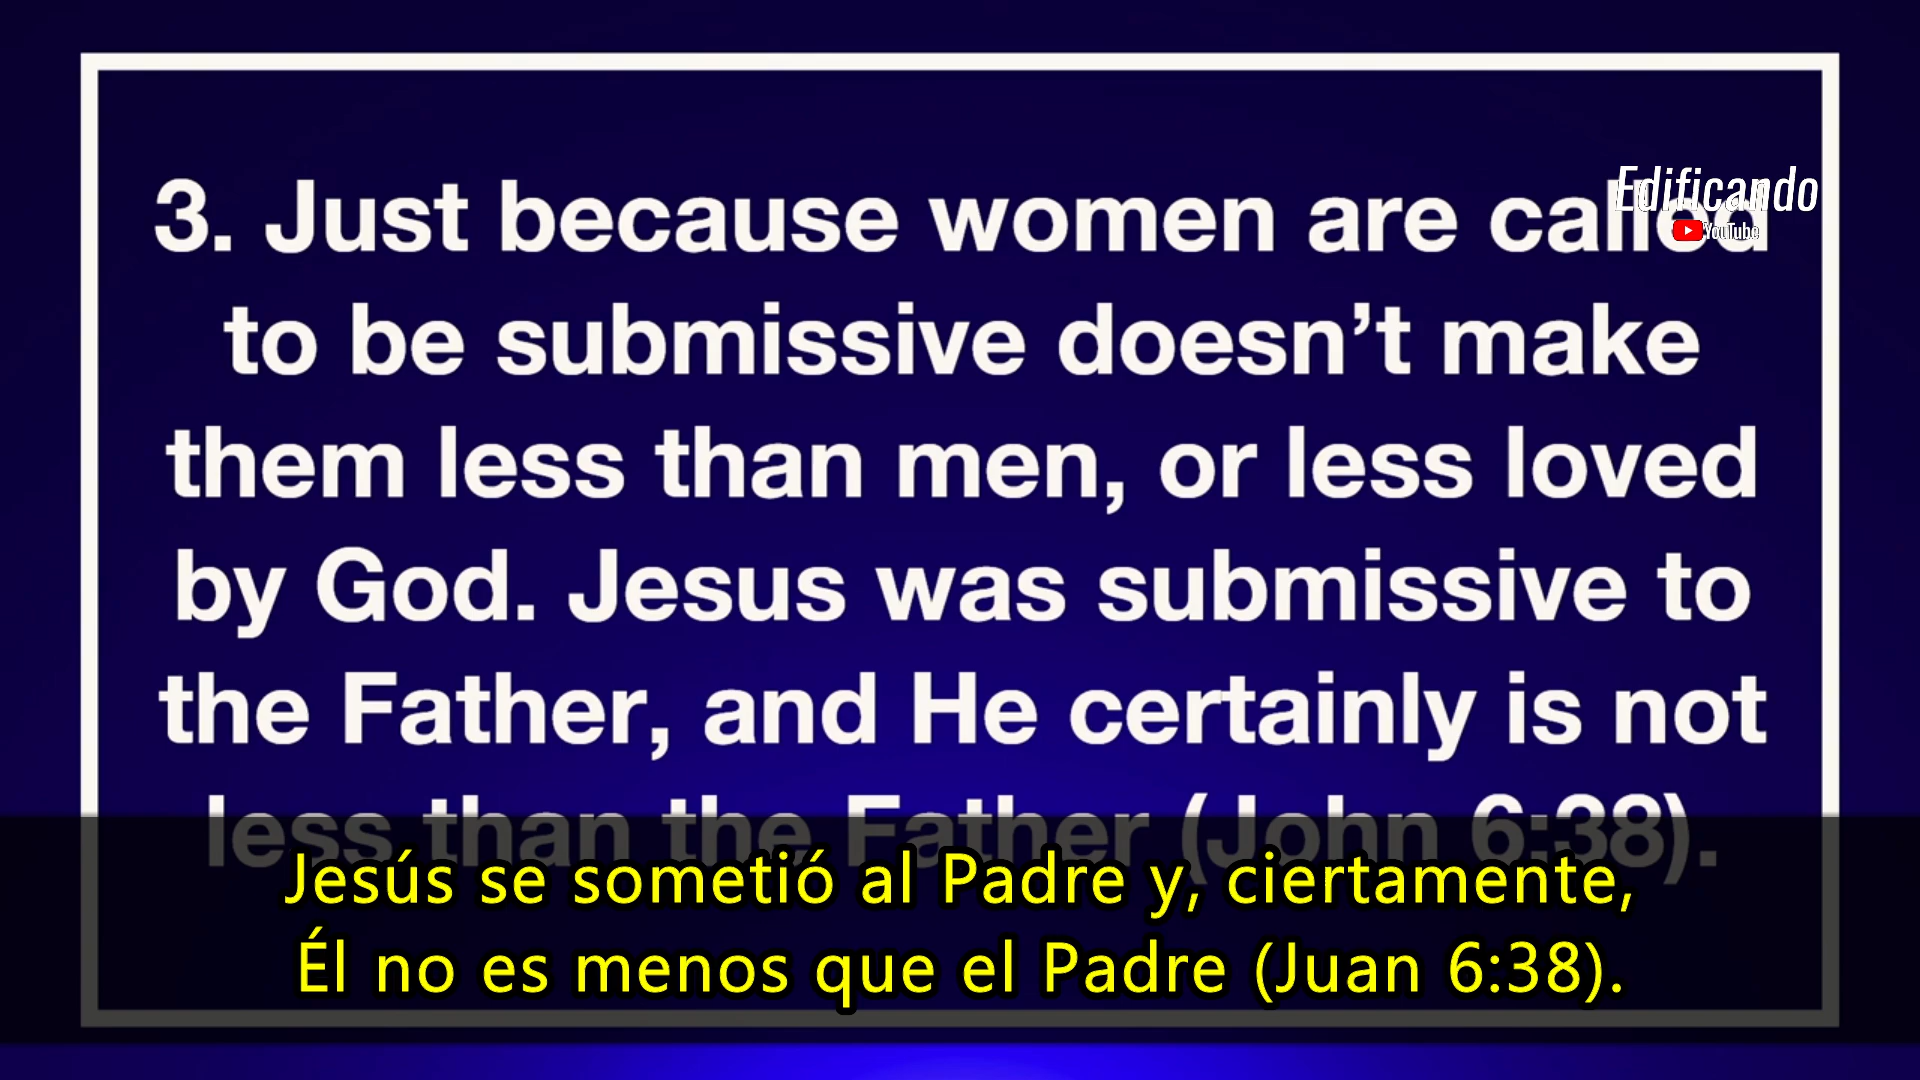 3. Just because women are called
to be submissive doesn’t make
them less than men, or less loved
by God. Jesus was submissive to
the Father, and He certainly is not
less than the Father (John 6:38).
Edificando
YouTube
Jesús se sometió al Padre y, ciertamente,
Él no es menos que el Padre (Juan 6:38).